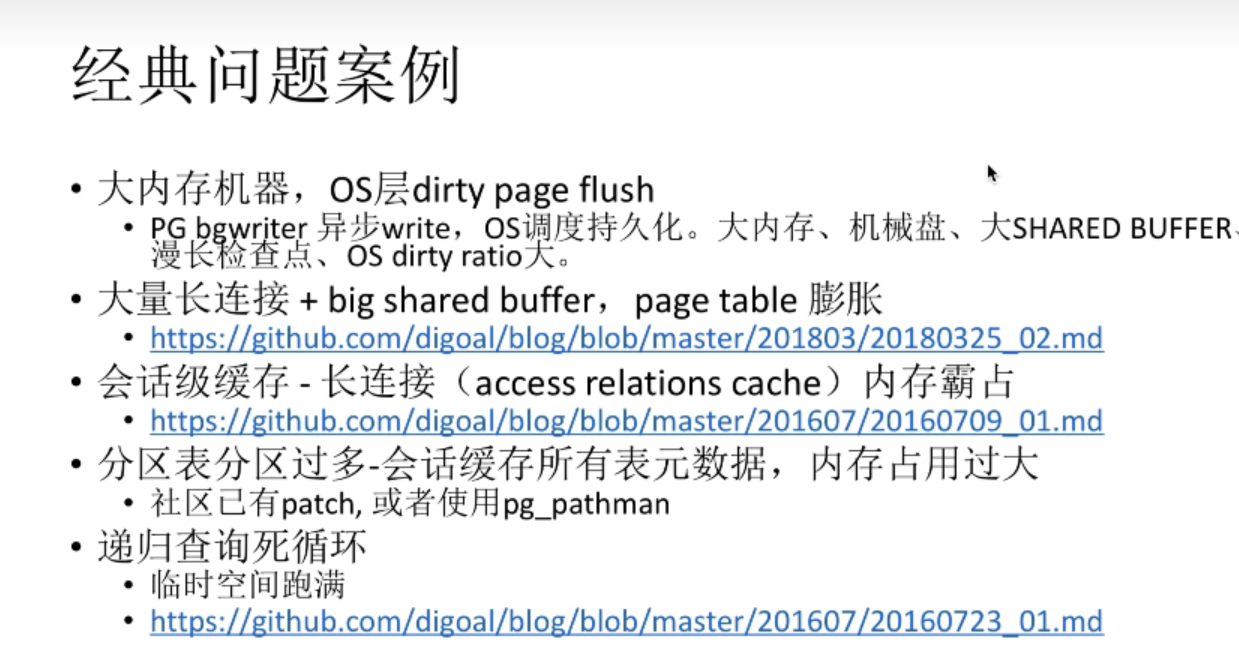 经典问题案例
• 大内存机器，OS层dirty page flush
• PG bgwriter 异步write，OS调度持久化。大内存、机械盘、大SHARED BUFFER、
漫长检查点、OS dirty ratio大。
• 大量长连接 + big shared buffer，page table 膨胀
• https://github.com/digoal/blog/blob/master/201803/20180325_02.md
• 会话级缓存 - 长连接（access relations cache）内存霸占
• https://github.com/digoal/blog/blob/master/201607/20160709_01.md
• 分区表分区过多-会话缓存所有表元数据，内存占用过大
• 社区已有patch, 或者使用pg_pathman
• 递归查询死循环
• 临时空间跑满
• https://github.com/digoal/blog/blob/master/201607/20160723_01.md